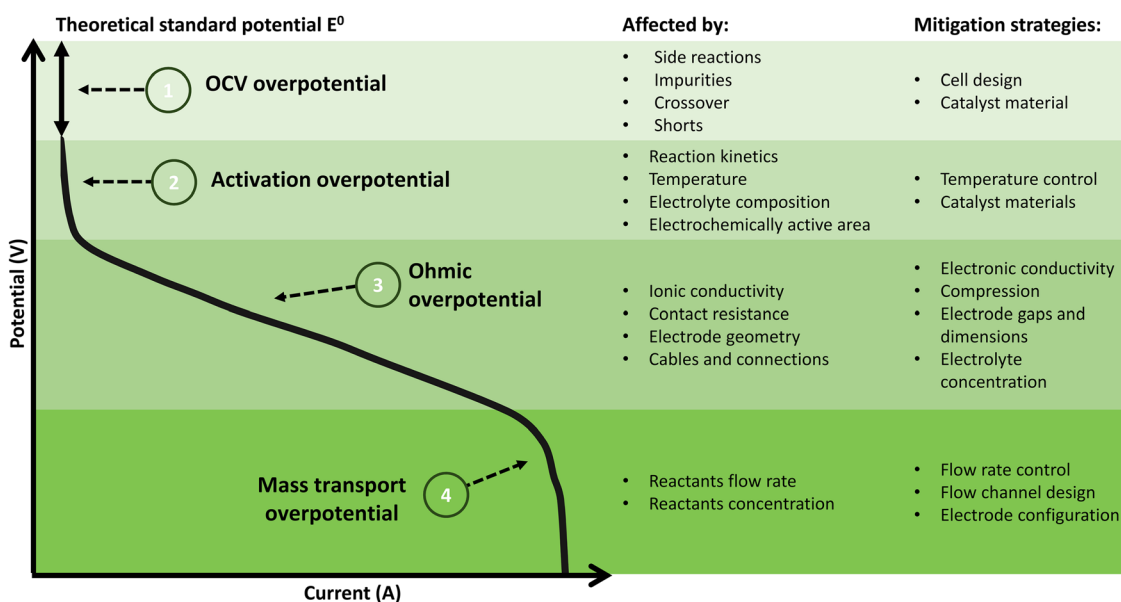 Theoretical standard potential E⁰
Affected by:
Mitigation strategies:
1
OCV overpotential
• Side reactions
• Impurities
• Crossover
• Shorts
• Cell design
• Catalyst material
2
Activation overpotential
• Reaction kinetics
• Temperature
• Electrolyte composition
• Electrochemically active area
• Temperature control
• Catalyst materials
3
Ohmic
overpotential
• Ionic conductivity
• Contact resistance
• Electrode geometry
• Cables and connections
• Electronic conductivity
• Compression
• Electrode gaps and
dimensions
• Electrolyte
concentration
Mass transport
overpotential
4
• Reactants flow rate
• Reactants concentration
• Flow rate control
• Flow channel design
• Electrode configuration
Potential (V)
Current (A)